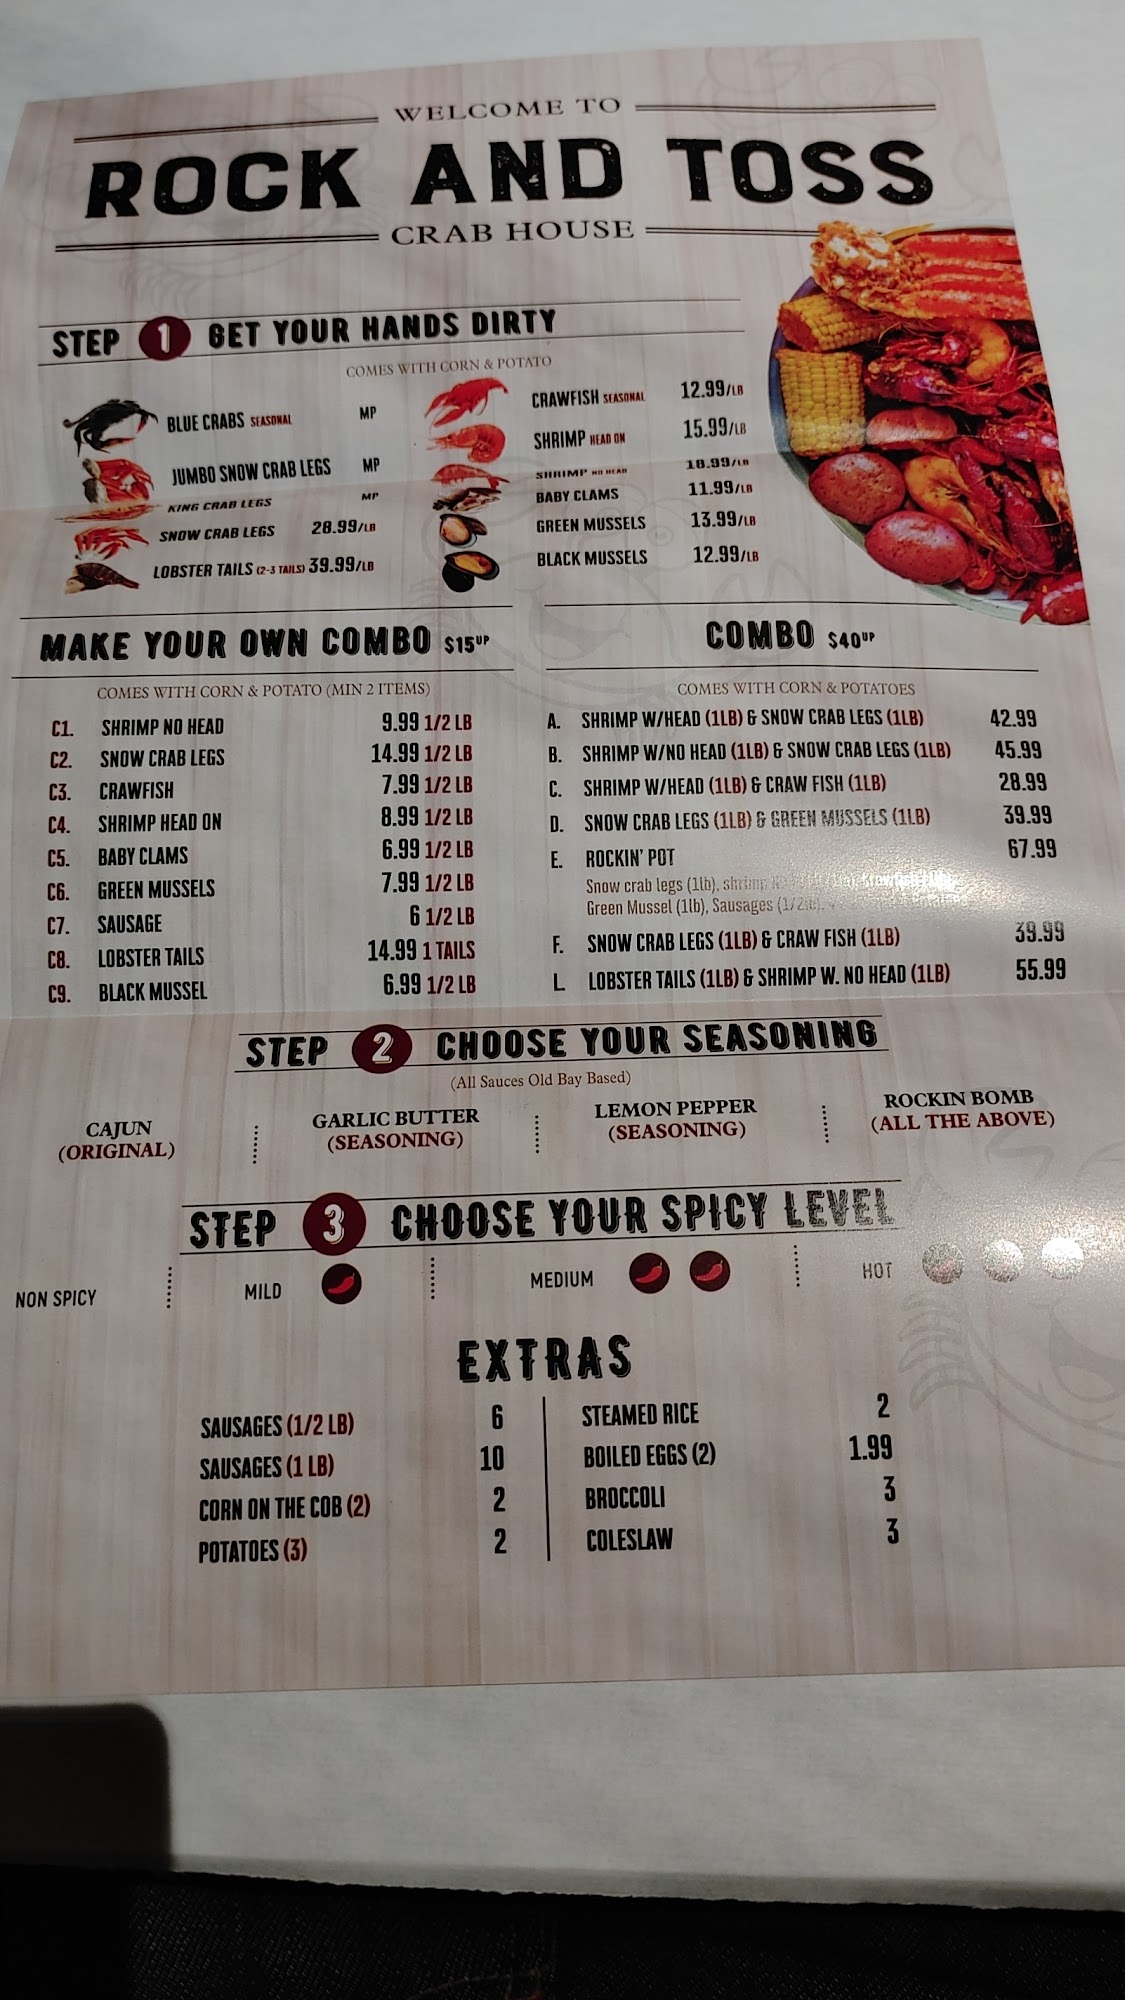 WELCOME TO
ROCK AND TOSS
CRAB HOUSE
STEP 1 GET YOUR HANDS DIRTY
COMES WITH CORN & POTATO
BLUE CRABS SEASONAL MP
JUMBO SNOW CRAB LEGS MP
KING CRAB LEGS MP
SNOW CRAB LEGS 28.99/LB
LOBSTER TAILS (2-3 TAILS) 39.99/LB
CRAWFISH SEASONAL 12.99/LB
SHRIMP HEAD ON 15.99/LB
SHRIMP NO HEAD 18.99/LB
BABY CLAMS 11.99/LB
GREEN MUSSELS 13.99/LB
BLACK MUSSELS 12.99/LB
MAKE YOUR OWN COMBO $15UP
COMES WITH CORN & POTATO (MIN 2 ITEMS)
C1. SHRIMP NO HEAD 9.99 1/2 LB
C2. SNOW CRAB LEGS 14.99 1/2 LB
C3. CRAWFISH 7.99 1/2 LB
C4. SHRIMP HEAD ON 8.99 1/2 LB
C5. BABY CLAMS 6.99 1/2 LB
C6. GREEN MUSSELS 7.99 1/2 LB
C7. SAUSAGE 6 1/2 LB
C8. LOBSTER TAILS 14.99 1 TAILS
C9. BLACK MUSSEL 6.99 1/2 LB
COMBO $40UP
COMES WITH CORN & POTATOES
A. SHRIMP W/HEAD (1LB) & SNOW CRAB LEGS (1LB) 42.99
B. SHRIMP W/NO HEAD (1LB) & SNOW CRAB LEGS (1LB) 45.99
C. SHRIMP W/HEAD (1LB) & CRAW FISH (1LB) 28.99
D. SNOW CRAB LEGS (1LB) & GREEN MUSSELS (1LB) 39.99
E. ROCKIN' POT 67.99
Snow crab legs (1lb), shrimp
Green Mussel (1lb), Sausages (1/2lb),
F. SNOW CRAB LEGS (1LB) & CRAW FISH (1LB) 39.99
L. LOBSTER TAILS (1LB) & SHRIMP W. NO HEAD (1LB) 55.99
STEP 2 CHOOSE YOUR SEASONING
(All Sauces Old Bay Based)
CAJUN
(ORIGINAL)
GARLIC BUTTER
(SEASONING)
LEMON PEPPER
(SEASONING)
ROCKIN BOMB
(ALL THE ABOVE)
STEP 3 CHOOSE YOUR SPICY LEVEL
NON SPICY MILD MEDIUM HOT
EXTRAS
SAUSAGES (1/2 LB) 6
SAUSAGES (1 LB) 10
CORN ON THE COB (2) 2
POTATOES (3) 2
STEAMED RICE 2
BOILED EGGS (2) 1.99
BROCCOLI 3
COLESLAW 3